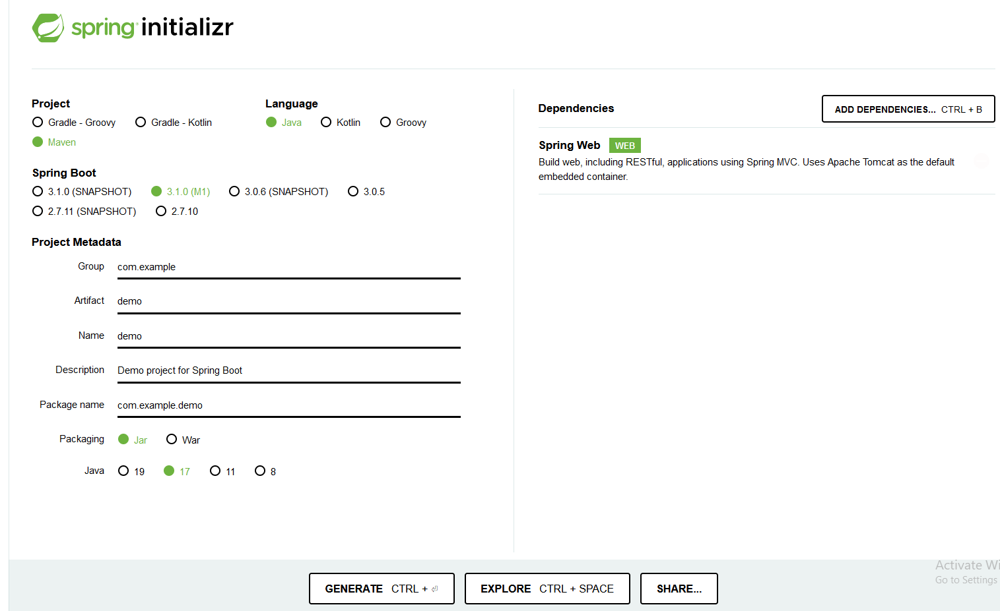 spring initializr
Project
Gradle - Groovy Gradle - Kotlin
Maven
Language
Java Kotlin Groovy
Spring Boot
3.1.0 (SNAPSHOT) 3.1.0 (M1) 3.0.6 (SNAPSHOT) 3.0.5
2.7.11 (SNAPSHOT) 2.7.10
Project Metadata
Group com.example
Artifact demo
Name demo
Description Demo project for Spring Boot
Package name com.example.demo
Packaging Jar War
Java 19 17 11 8
Dependencies ADD DEPENDENCIES... CTRL + B
Spring Web WEB
Build web, including RESTful, applications using Spring MVC. Uses Apache Tomcat as the default
embedded container.
GENERATE CTRL + ⏎ EXPLORE CTRL + SPACE SHARE...
Activate Wi
Go to Settings